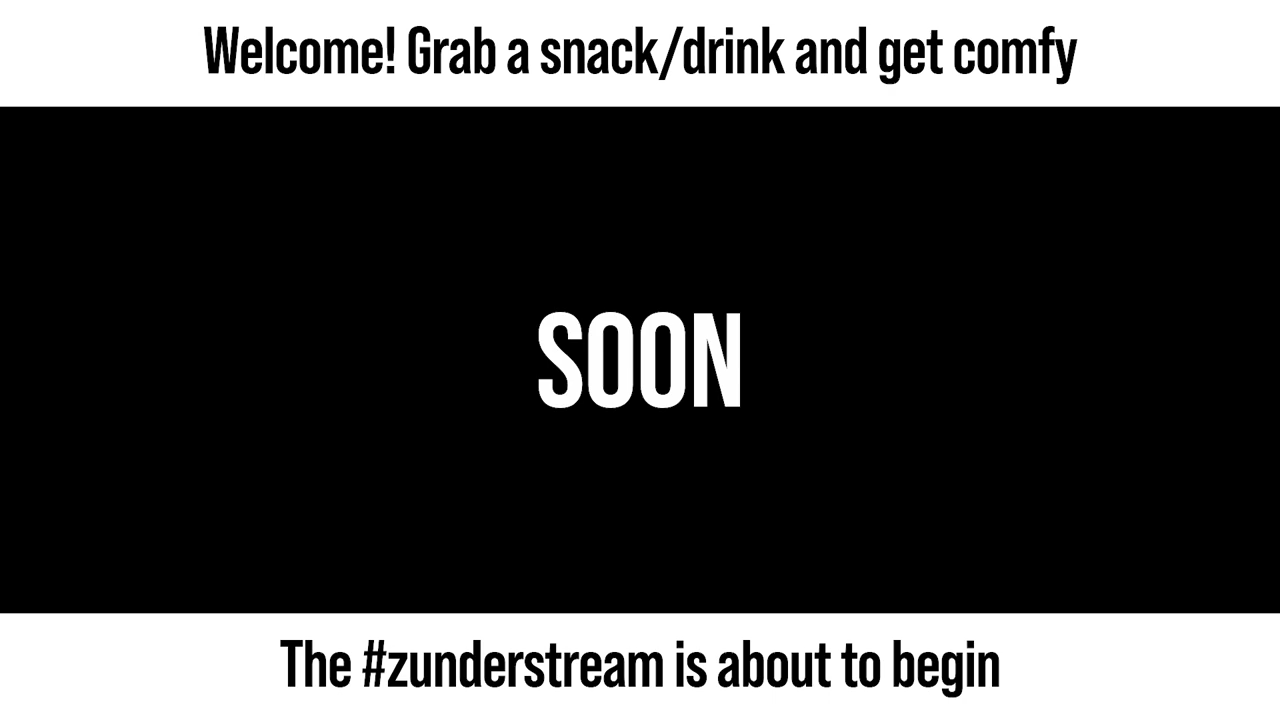 Welcome! Grab a snack/drink and get comfy
SOON
The #zunderstream is about to begin